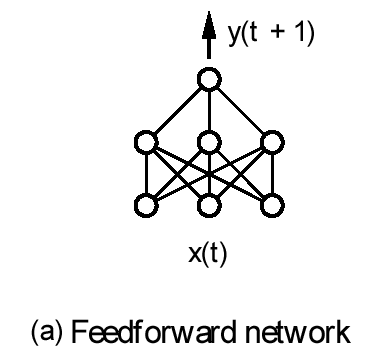 y(t + 1)
x(t)
(a) Feedforward network